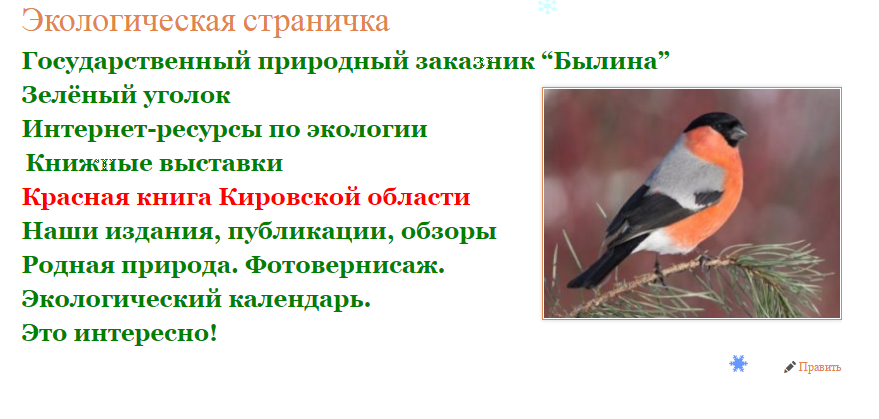 Экологическая страничка
Государственный природный заказник “Былина”
Зелёный уголок
Интернет-ресурсы по экологии
Книжные выставки
Красная книга Кировской области
Наши издания, публикации, обзоры
Родная природа. Фотовернисаж.
Экологический календарь.
Это интересно!
Править